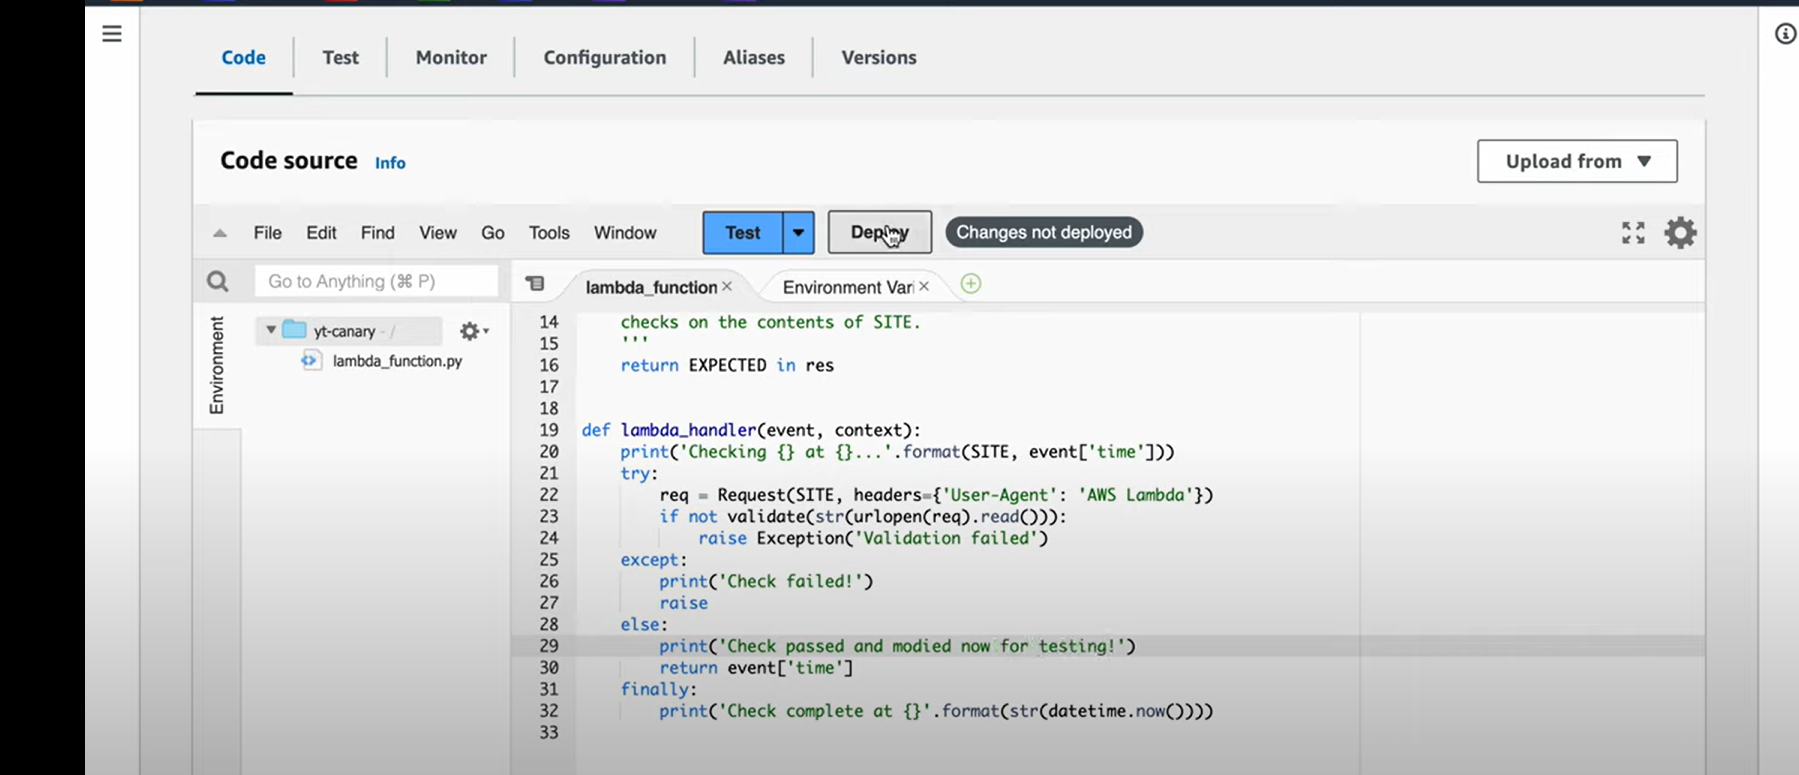 Code Test Monitor Configuration Aliases Versions
Code source Info
Upload from
File Edit Find View Go Tools Window Test Deploy Changes not deployed
Go to Anything (⌘ P)
lambda_function × Environment Vari ×
Environment
yt-canary - /
lambda_function.py
14 checks on the contents of SITE.
15 '''
16 return EXPECTED in res
17
18
19 def lambda_handler(event, context):
20 print('Checking {} at {}...'.format(SITE, event['time']))
21 try:
22 req = Request(SITE, headers={'User-Agent': 'AWS Lambda'})
23 if not validate(str(urlopen(req).read())):
24 raise Exception('Validation failed')
25 except:
26 print('Check failed!')
27 raise
28 else:
29 print('Check passed and modied now for testing!')
30 return event['time']
31 finally:
32 print('Check complete at {}'.format(str(datetime.now())))
33